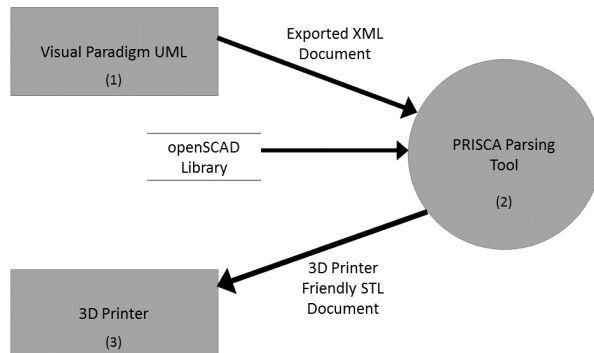 Visual Paradigm UML
(1)
Exported XML
Document
openSCAD
Library
PRISCA Parsing
Tool
(2)
3D Printer
Friendly STL
Document
3D Printer
(3)